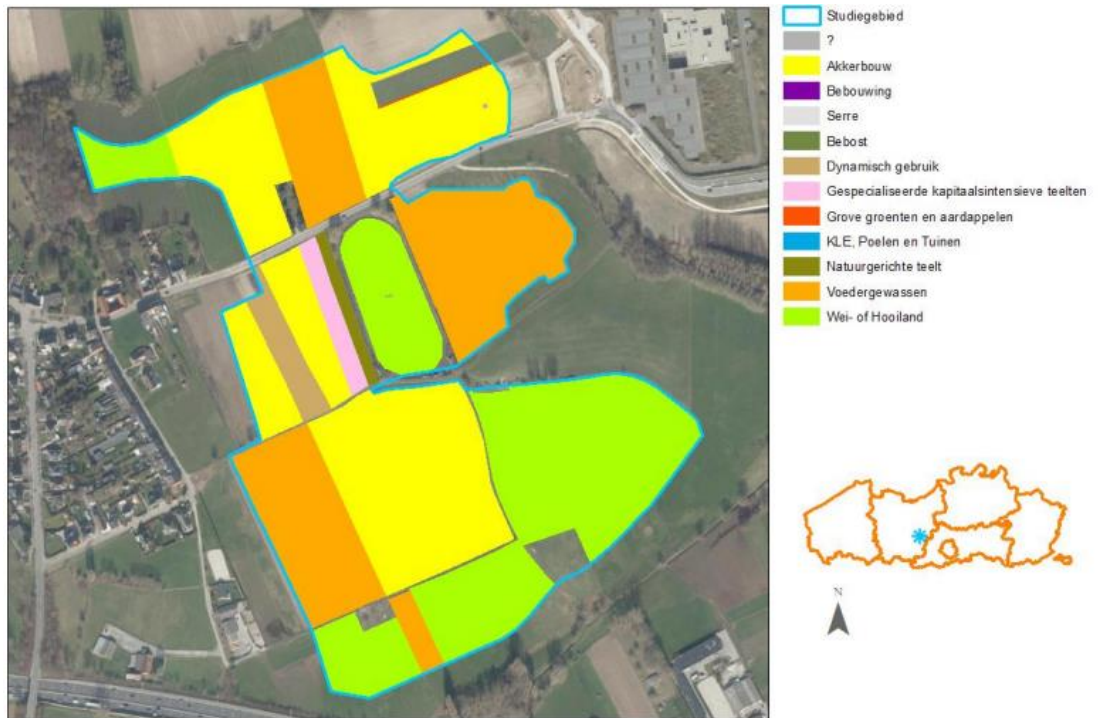 Studiegebied
?
Akkerbouw
Bebouwing
Serre
Bebost
Dynamisch gebruik
Gespecialiseerde kapitaalsintensieve teelten
Grove groenten en aardappelen
KLE, Poelen en Tuinen
Natuurgerichte teelt
Voedergewassen
Wei- of Hooiland
N